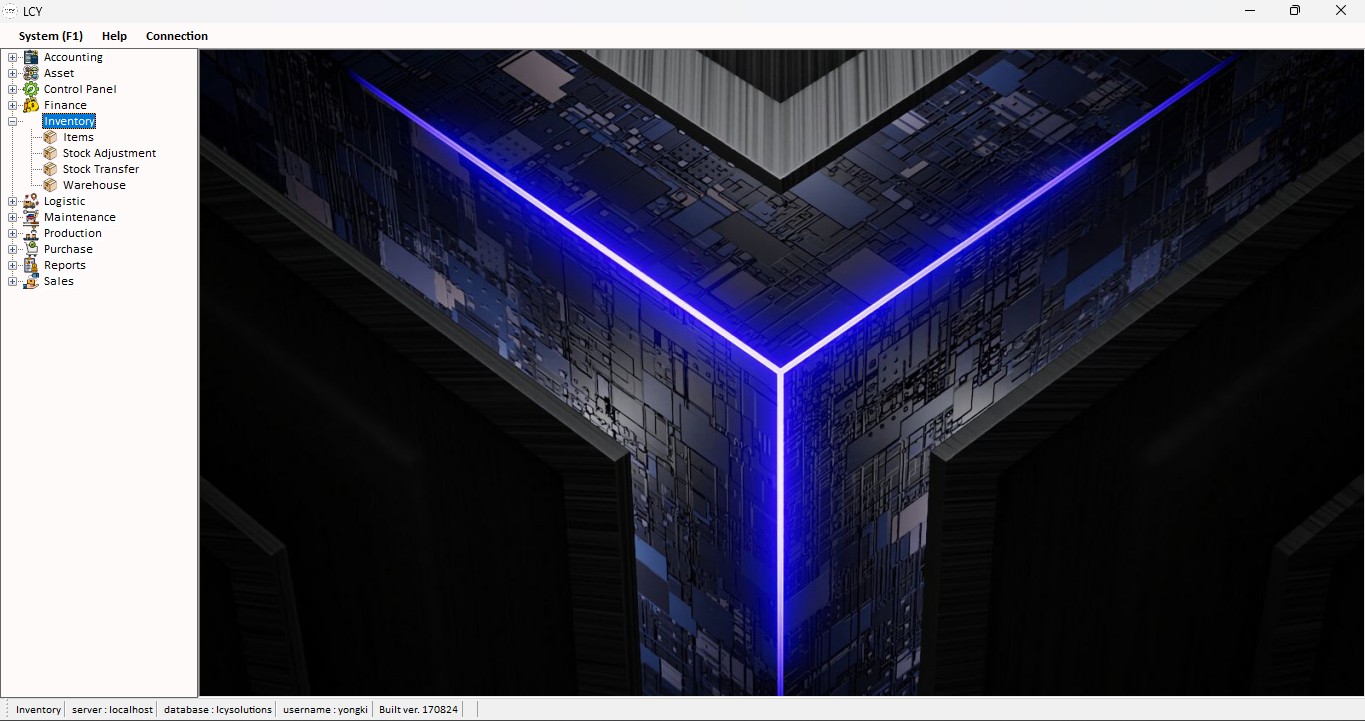 LCY
System (F1) Help Connection
Accounting
Asset
Control Panel
Finance
Inventory
Items
Stock Adjustment
Stock Transfer
Warehouse
Logistic
Maintenance
Production
Purchase
Reports
Sales
Inventory server : localhost database : lcysolutions username : yongki Built ver. 170824